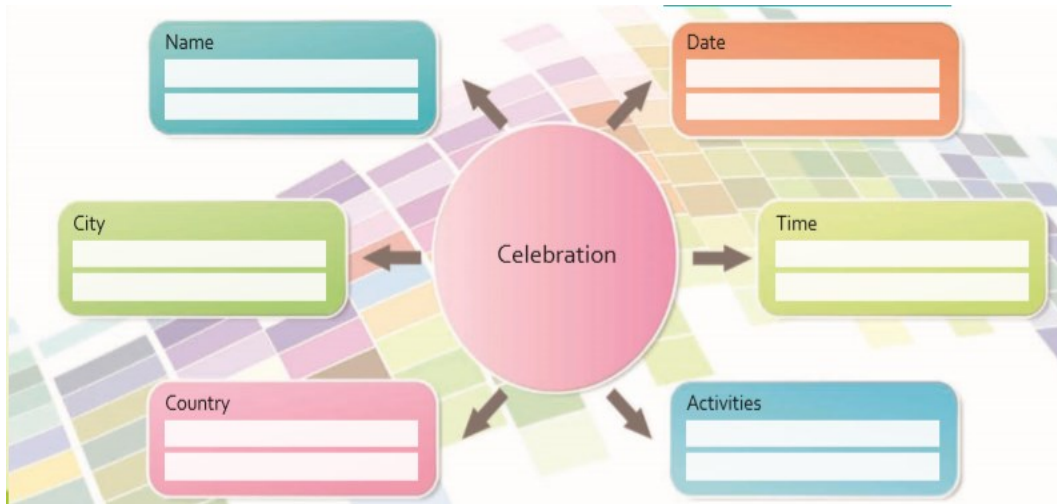 Name
Date
City
Celebration
Time
Country
Activities